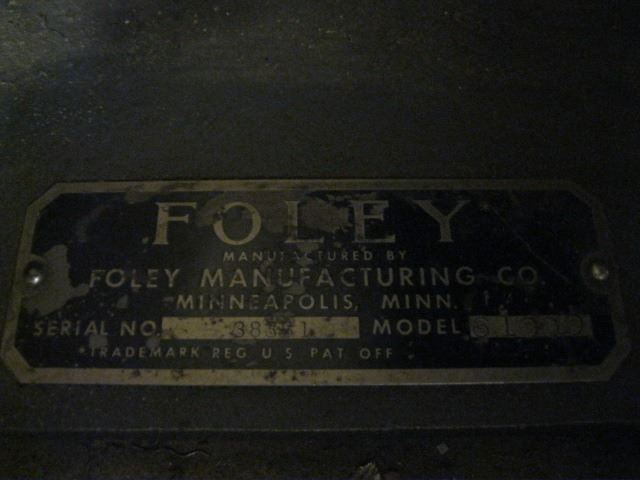 FOLEY
MANUFACTURED BY
FOLEY MANUFACTURING CO.
MINNEAPOLIS, MINN.
SERIAL NO. MODEL
TRADEMARK REG U S PAT OFF